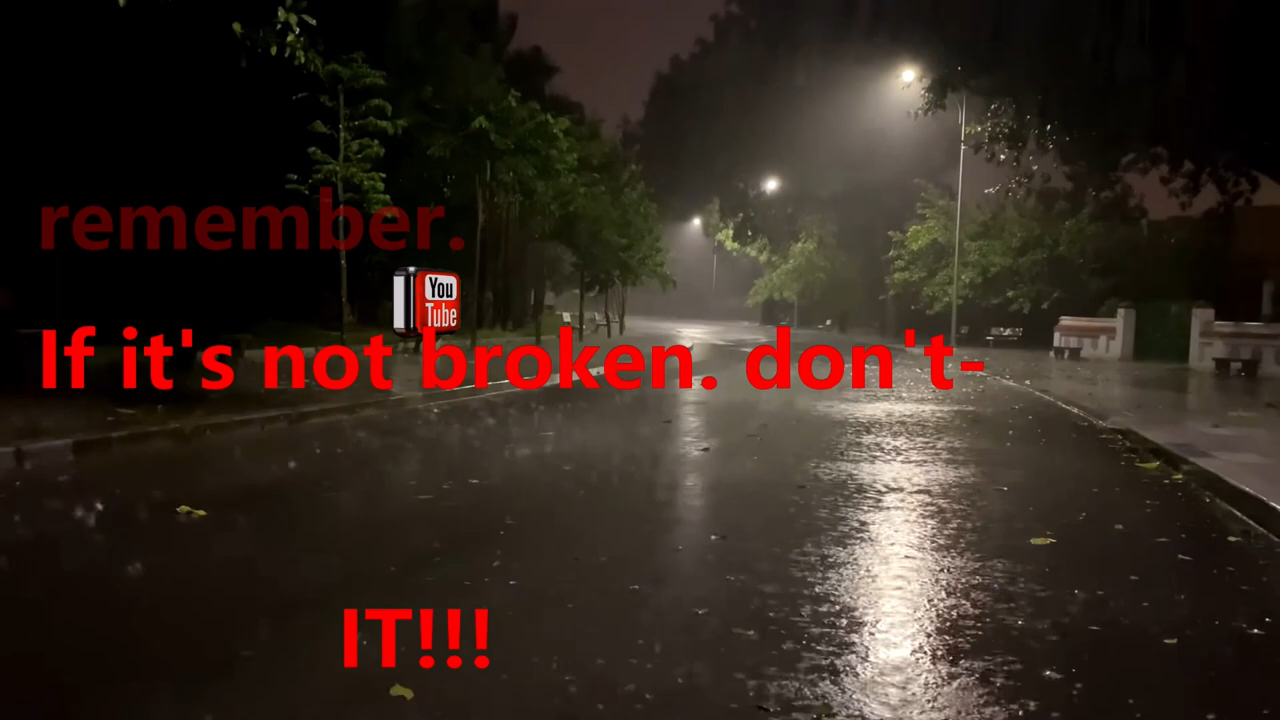 remember.
You
Tube
If it's not broken. don't-
IT!!!